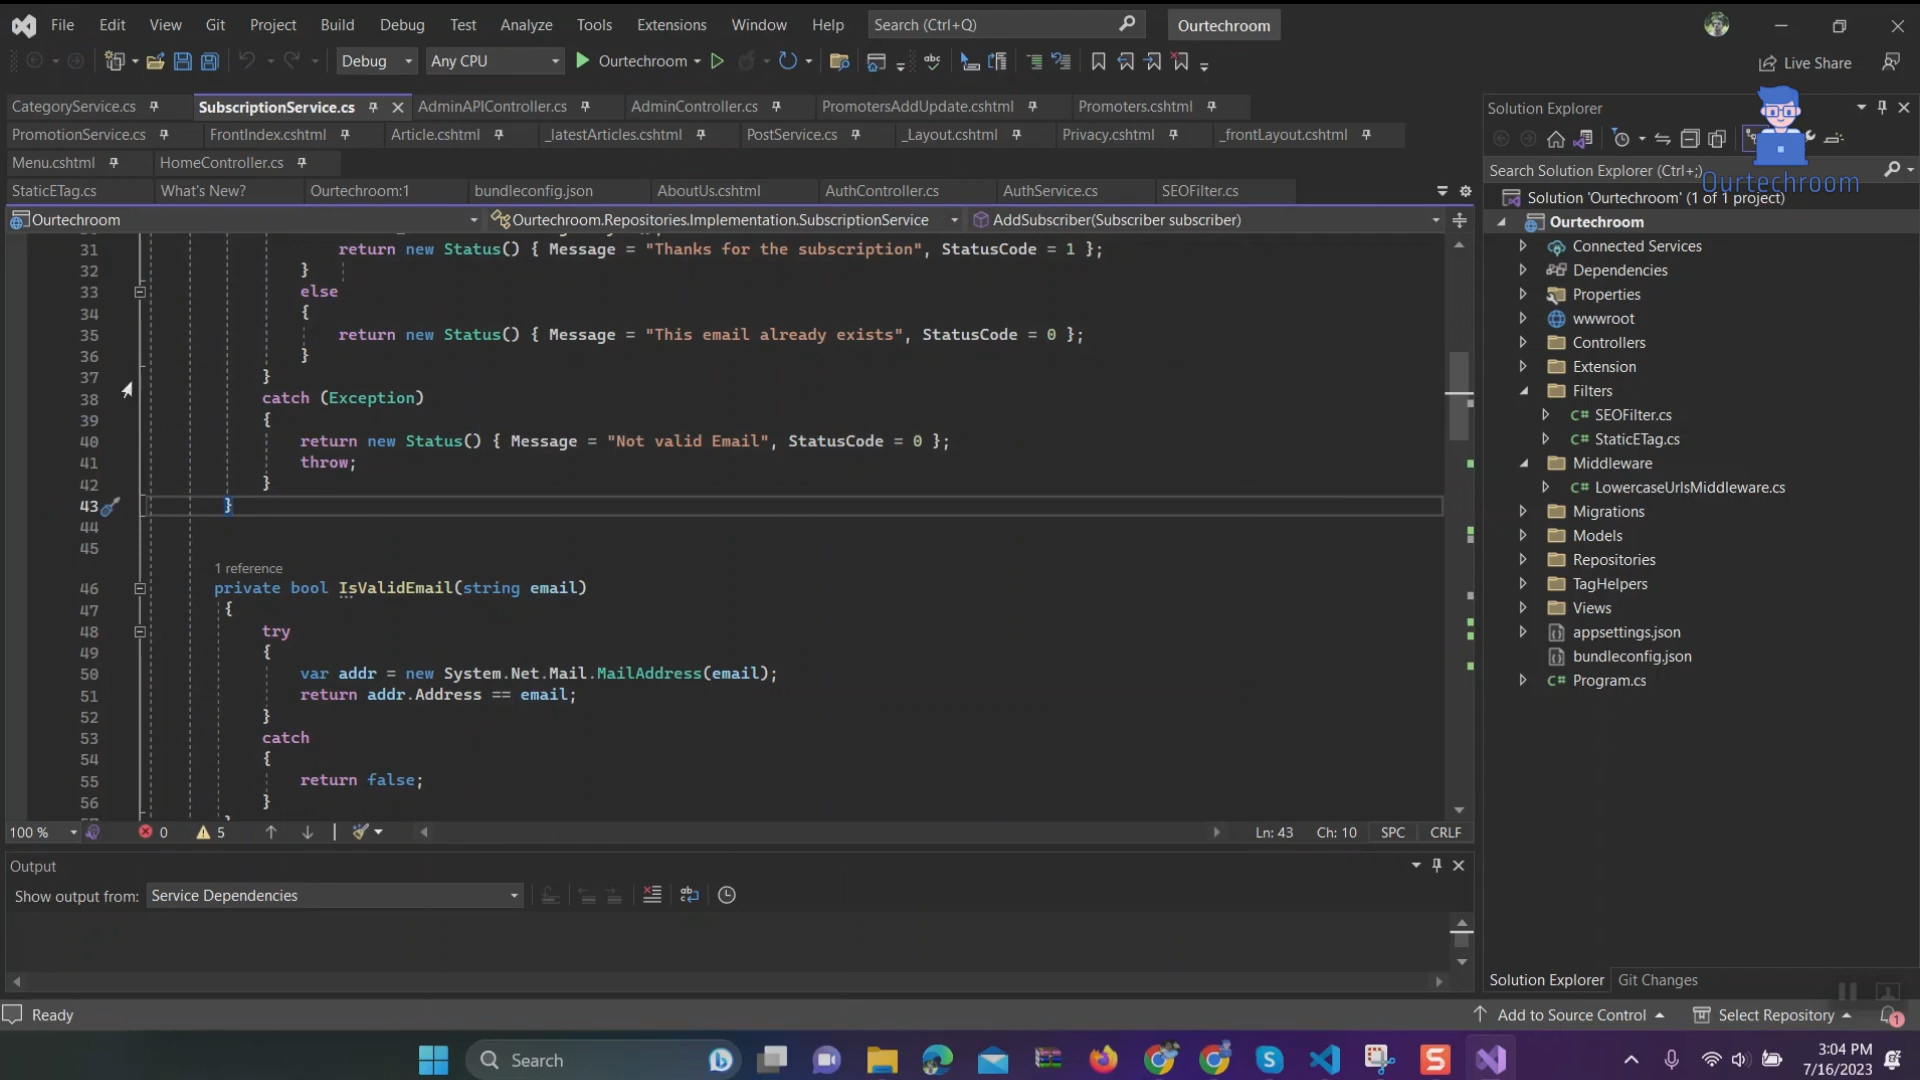 File Edit View Git Project Build Debug Test Analyze Tools Extensions Window Help Search (Ctrl+Q) Ourtechroom
Debug Any CPU Ourtechroom Live Share
CategoryService.cs SubscriptionService.cs AdminAPIController.cs AdminController.cs PromotersAddUpdate.cshtml Promoters.cshtml
PromotionService.cs FrontIndex.cshtml Article.cshtml _latestArticles.cshtml PostService.cs _Layout.cshtml Privacy.cshtml _frontLayout.cshtml
Menu.cshtml HomeController.cs
StaticETag.cs What's New? Ourtechroom:1 bundleconfig.json AboutUs.cshtml AuthController.cs AuthService.cs SEOFilter.cs
Ourtechroom Ourtechroom.Repositories.Implementation.SubscriptionService AddSubscriber(Subscriber subscriber)
31 return new Status() { Message = "Thanks for the subscription", StatusCode = 1 };
32 }
33 else
34 {
35 return new Status() { Message = "This email already exists", StatusCode = 0 };
36 }
37 }
38 catch (Exception)
39 {
40 return new Status() { Message = "Not valid Email", StatusCode = 0 };
41 throw;
42 }
43 }
44
45
1 reference
46 private bool IsValidEmail(string email)
47 {
48 try
49 {
50 var addr = new System.Net.Mail.MailAddress(email);
51 return addr.Address == email;
52 }
53 catch
54 {
55 return false;
56 }
100 % 0 5 Ln: 43 Ch: 10 SPC CRLF
Output
Show output from: Service Dependencies
Solution Explorer
Search Solution Explorer (Ctrl+;)
Ourtechroom
Solution 'Ourtechroom' (1 of 1 project)
Ourtechroom
Connected Services
Dependencies
Properties
wwwroot
Controllers
Extension
Filters
C# SEOFilter.cs
C# StaticETag.cs
Middleware
C# LowercaseUrlsMiddleware.cs
Migrations
Models
Repositories
TagHelpers
Views
appsettings.json
bundleconfig.json
C# Program.cs
Solution Explorer Git Changes
Ready Add to Source Control Select Repository 1
Search 3:04 PM
7/16/2023